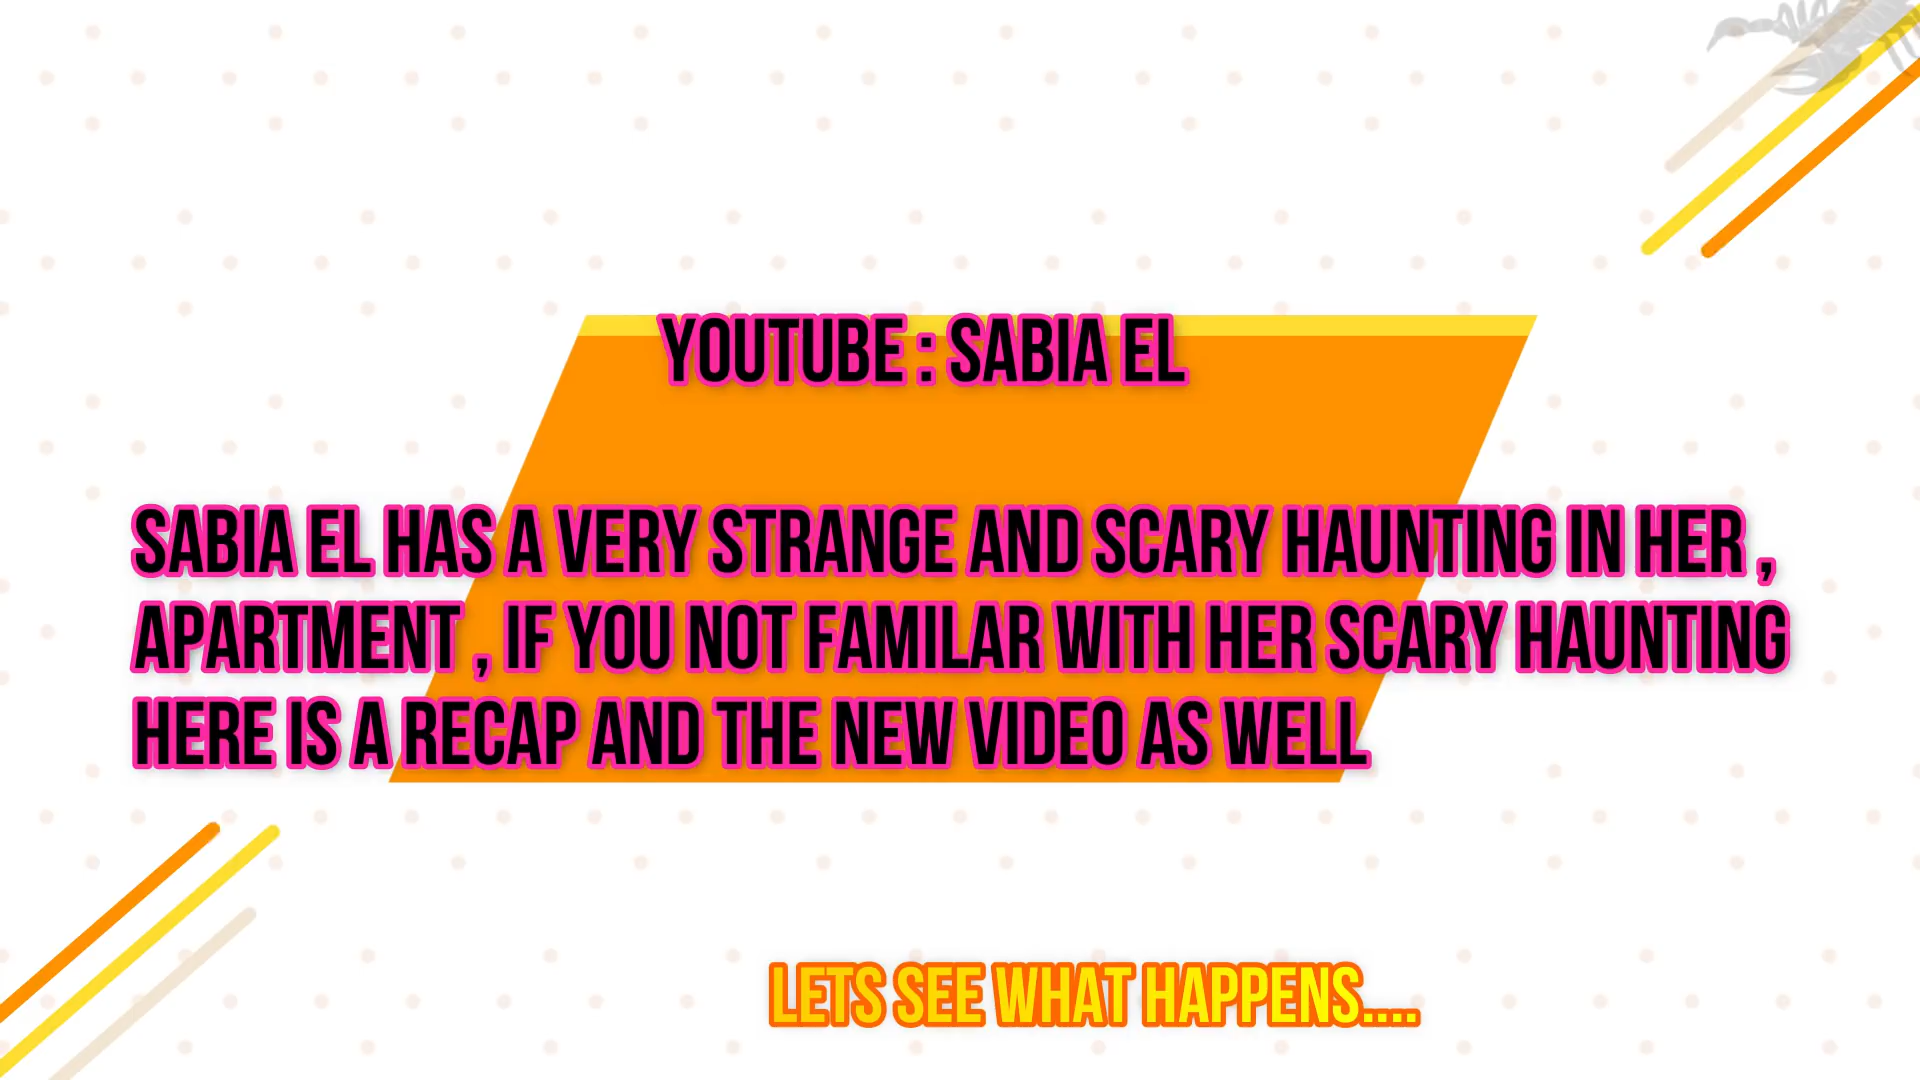 YOUTUBE : SABIA EL
SABIA EL HAS A VERY STRANGE AND SCARY HAUNTING IN HER ,
APARTMENT , IF YOU NOT FAMILAR WITH HER SCARY HAUNTING
HERE IS A RECAP AND THE NEW VIDEO AS WELL
LETS SEE WHAT HAPPENS....